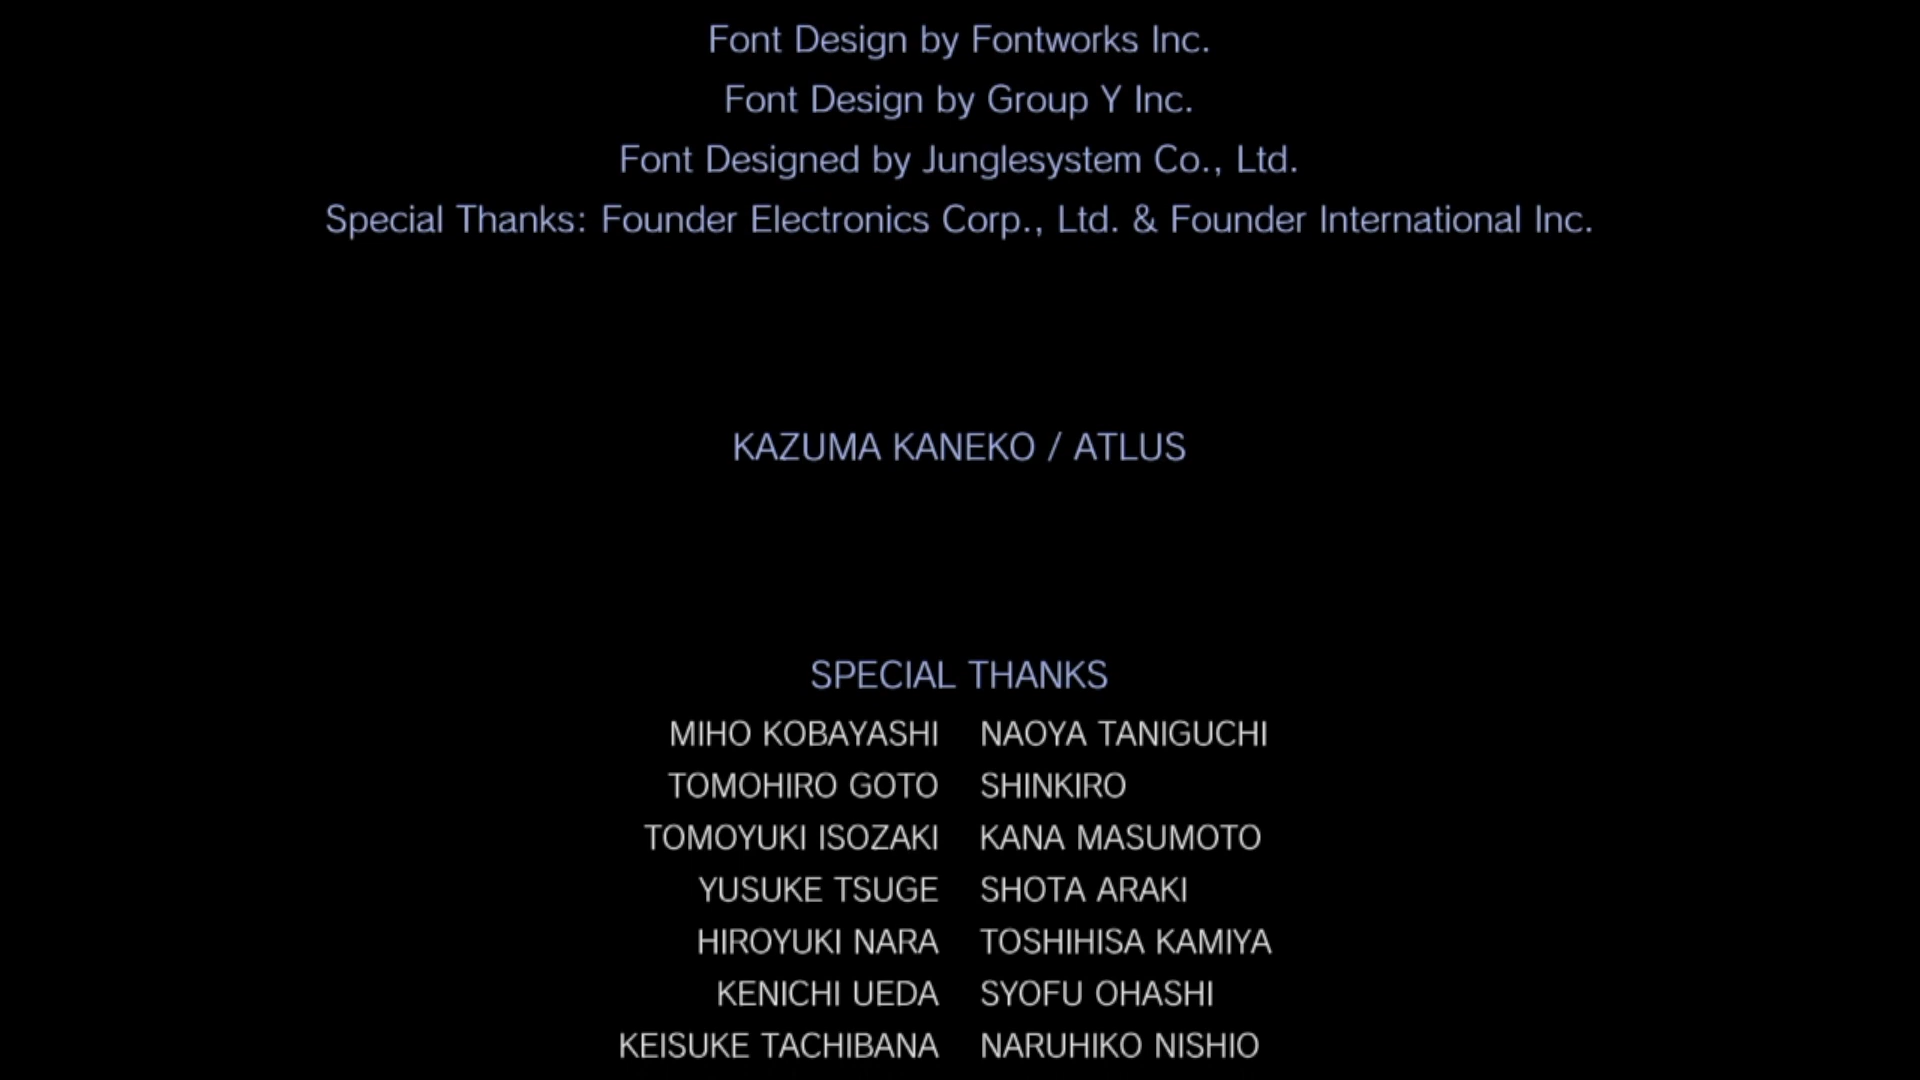 Font Design by Fontworks Inc.
Font Design by Group Y Inc.
Font Designed by Junglesystem Co., Ltd.
Special Thanks: Founder Electronics Corp., Ltd. & Founder International Inc.
KAZUMA KANEKO / ATLUS
SPECIAL THANKS
MIHO KOBAYASHI NAOYA TANIGUCHI
TOMOHIRO GOTO SHINKIRO
TOMOYUKI ISOZAKI KANA MASUMOTO
YUSUKE TSUGE SHOTA ARAKI
HIROYUKI NARA TOSHIHISA KAMIYA
KENICHI UEDA SYOFU OHASHI
KEISUKE TACHIBANA NARUHIKO NISHIO